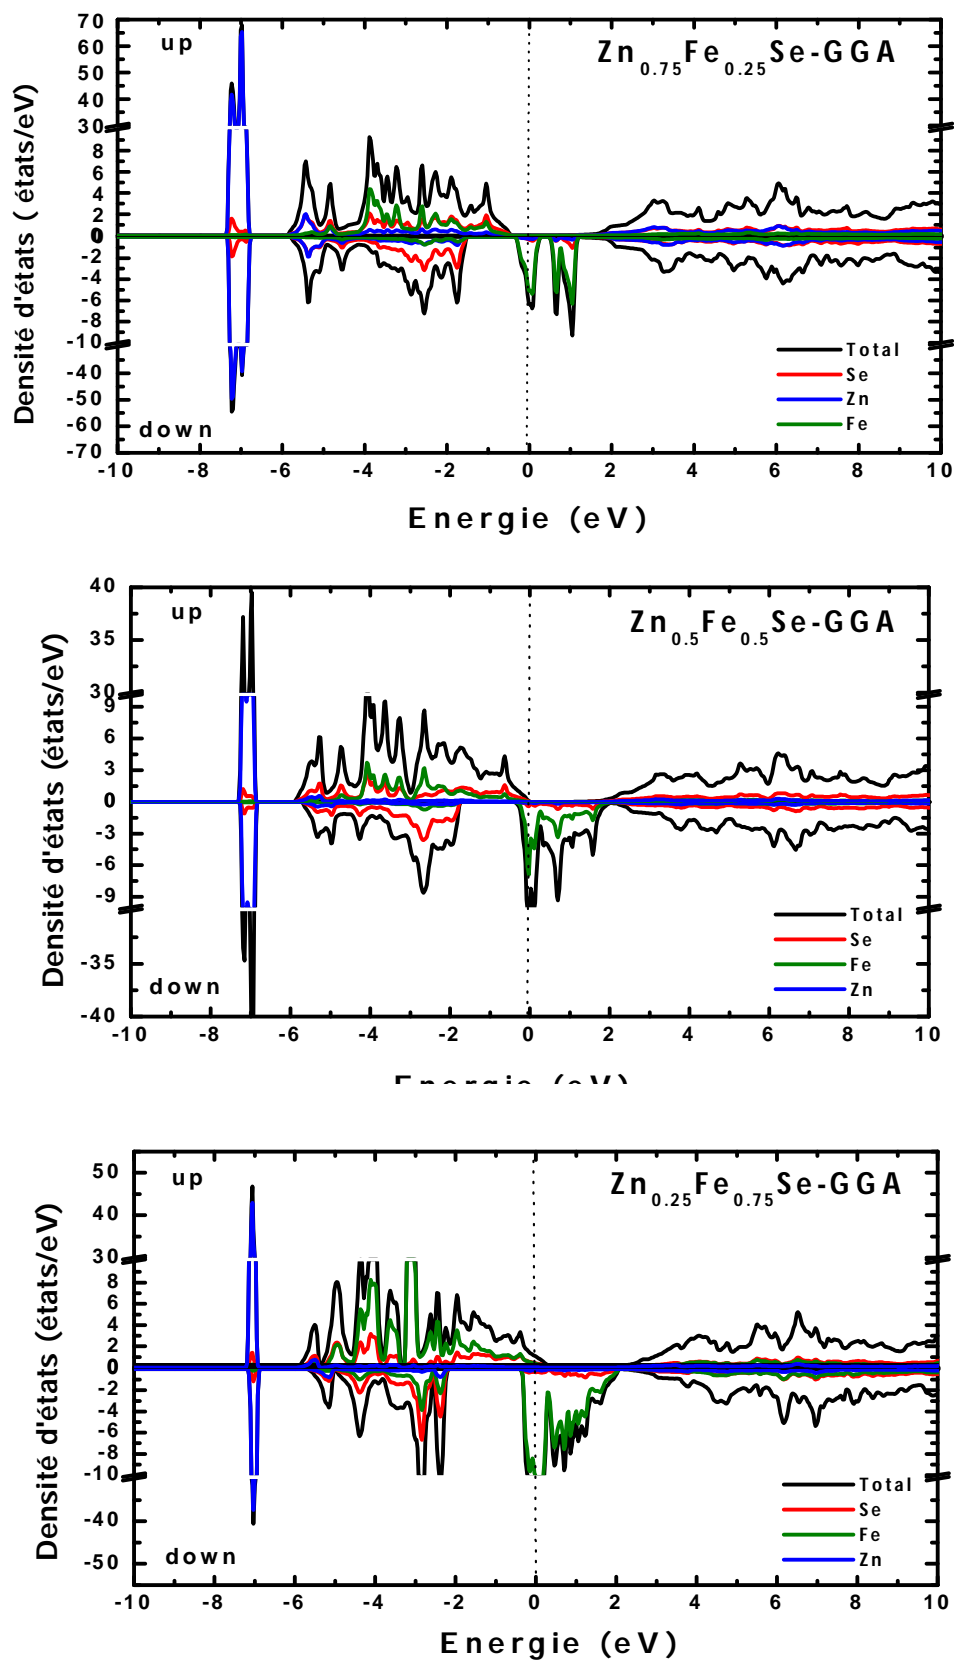 up
Zn0.75Fe0.25Se-GGA
Densité d'états ( états/eV)
70
60
50
40
30
8
6
4
2
0
-2
-4
-6
-8
-10
-40
-50
-60
-70
Total
Se
Zn
Fe
down
-10 -8 -6 -4 -2 0 2 4 6 8 10
Energie (eV)
up
Zn0.5Fe0.5Se-GGA
Densité d'états (états/eV)
40
35
30
9
6
3
0
-3
-6
-9
-35
-40
Total
Se
Fe
Zn
down
-10 -8 -6 -4 -2 0 2 4 6 8 10
Energie (eV)
up
Zn0.25Fe0.75Se-GGA
Densité d'états (états/eV)
50
40
30
8
6
4
2
0
-2
-4
-6
-8
-10
-40
-50
Total
Se
Fe
Zn
down
-10 -8 -6 -4 -2 0 2 4 6 8 10
Energie (eV)